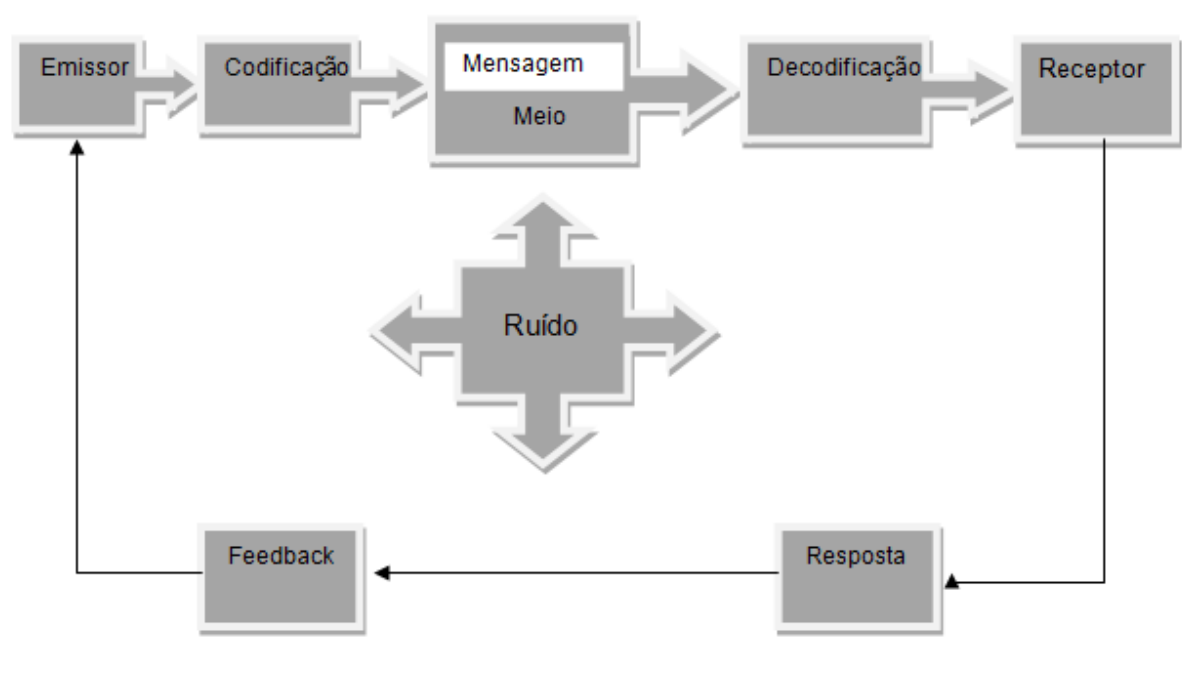 Emissor
Codificação
Mensagem
Meio
Decodificação
Receptor
Ruído
Feedback
Resposta